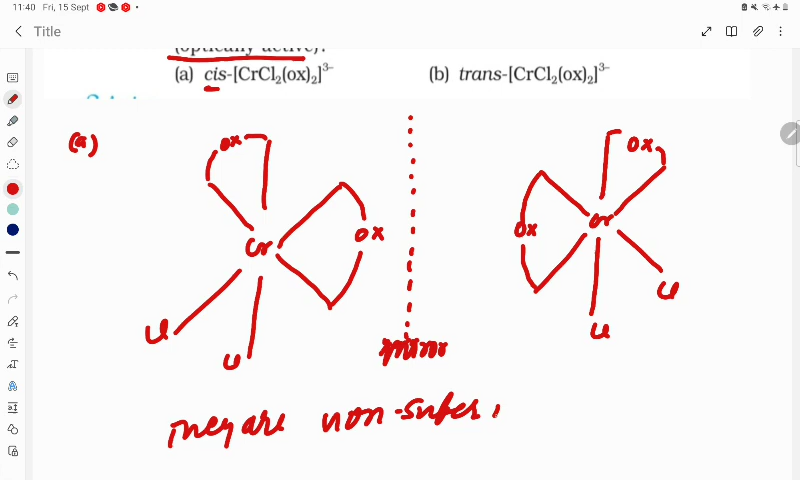 11:40 Fri, 15 Sept
Title
(optically active)?
(a) cis-[CrCl₂(ox)₂]³⁻ (b) trans-[CrCl₂(ox)₂]³⁻
(a)
ox ox
Cr ox ox Cr
Cl Cl Cl Cl
mirror
They are non-super